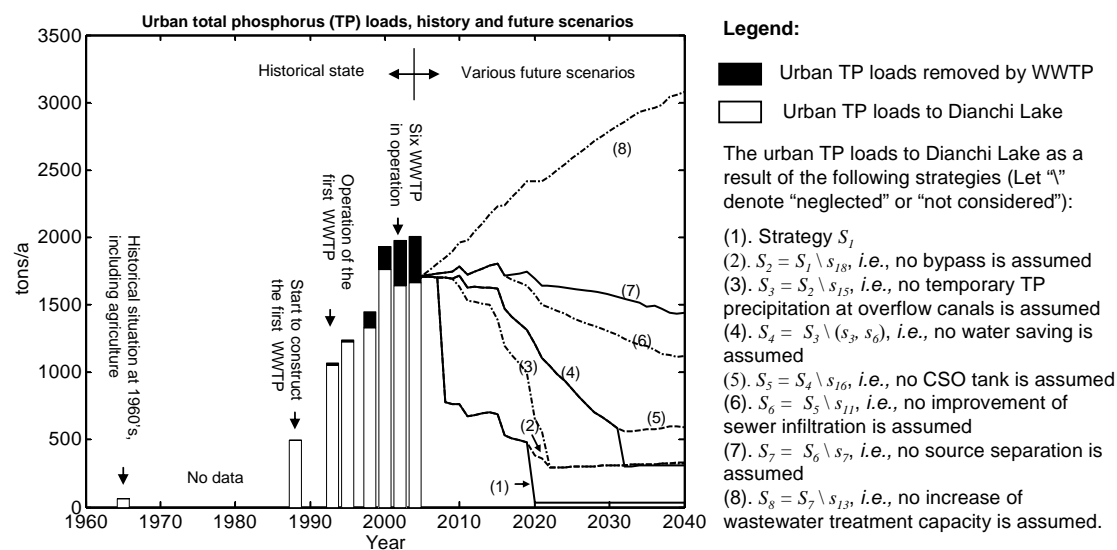 Urban total phosphorus (TP) loads, history and future scenarios
3500
3000
2500
2000
1500
1000
500
0
tons/a
1960
1970
1980
1990
2000
2010
2020
2030
2040
Year
Historical state
Various future scenarios
Historical situation at 1960's,
including agriculture
No data
Start to construct
the first WWTP
Operation of the
first WWTP
Six WWTP
in operation
(8)
(7)
(6)
(3)
(4)
(5)
(2)
(1)
Legend:
Urban TP loads removed by WWTP
Urban TP loads to Dianchi Lake
The urban TP loads to Dianchi Lake as a
result of the following strategies (Let “\”
denote “neglected” or “not considered”):
(1). Strategy S1
(2). S2 = S1 \ s18, i.e., no bypass is assumed
(3). S3 = S2 \ s15, i.e., no temporary TP
precipitation at overflow canals is assumed
(4). S4 = S3 \ (s3, s6), i.e., no water saving is
assumed
(5). S5 = S4 \ s16, i.e., no CSO tank is assumed
(6). S6 = S5 \ s11, i.e., no improvement of
sewer infiltration is assumed
(7). S7 = S6 \ s7, i.e., no source separation is
assumed
(8). S8 = S7 \ s13, i.e., no increase of
wastewater treatment capacity is assumed.